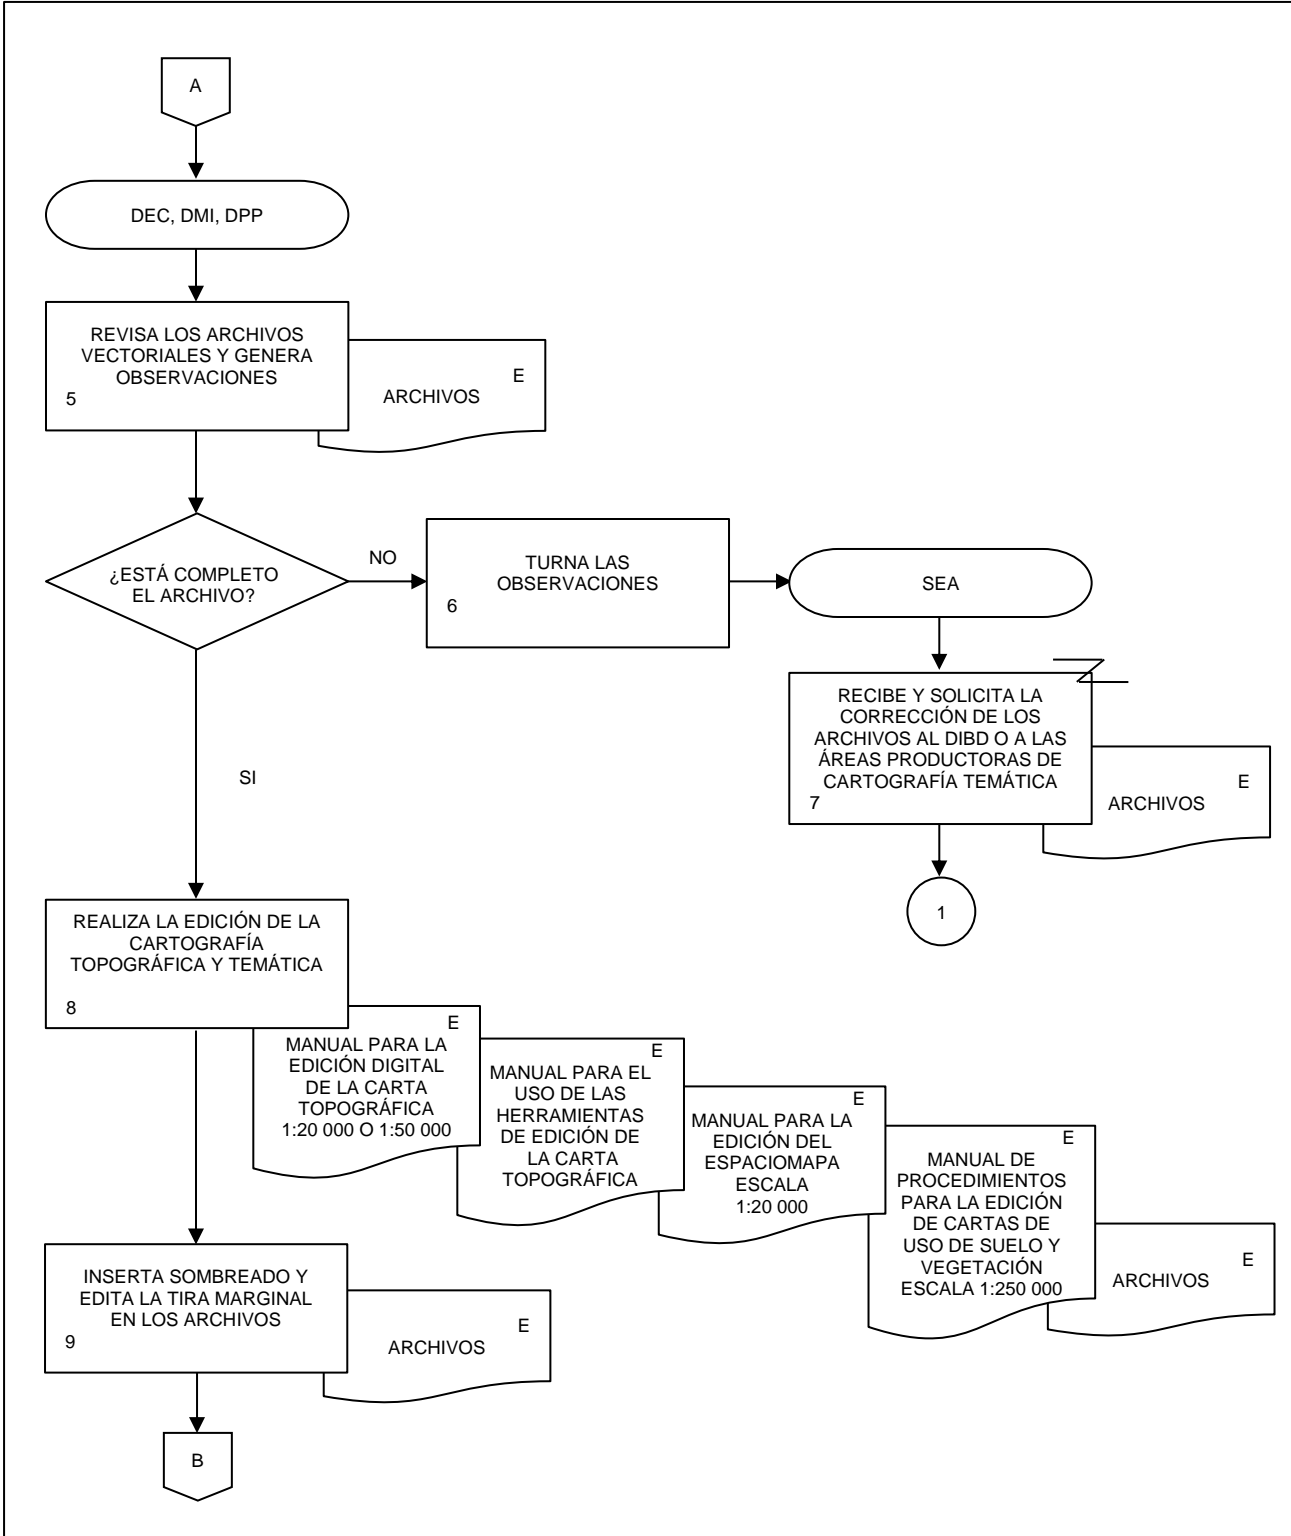 A
DEC, DMI, DPP
REVISA LOS ARCHIVOS
VECTORIALES Y GENERA
OBSERVACIONES
5
E
ARCHIVOS
¿ESTÁ COMPLETO
EL ARCHIVO?
NO
TURNA LAS
OBSERVACIONES
6
SEA
RECIBE Y SOLICITA LA
CORRECCIÓN DE LOS
ARCHIVOS AL DIBD O A LAS
ÁREAS PRODUCTORAS DE
CARTOGRAFÍA TEMÁTICA
7
E
ARCHIVOS
1
SI
REALIZA LA EDICIÓN DE LA
CARTOGRAFÍA
TOPOGRÁFICA Y TEMÁTICA
8
E
MANUAL PARA LA
EDICIÓN DIGITAL
DE LA CARTA
TOPOGRÁFICA
1:20 000 O 1:50 000
E
MANUAL PARA EL
USO DE LAS
HERRAMIENTAS
DE EDICIÓN DE
LA CARTA
TOPOGRÁFICA
E
MANUAL PARA LA
EDICIÓN DEL
ESPACIOMAPA
ESCALA
1:20 000
E
MANUAL DE
PROCEDIMIENTOS
PARA LA EDICIÓN
DE CARTAS DE
USO DE SUELO Y
VEGETACIÓN
ESCALA 1:250 000
E
ARCHIVOS
INSERTA SOMBREADO Y
EDITA LA TIRA MARGINAL
EN LOS ARCHIVOS
9
E
ARCHIVOS
B